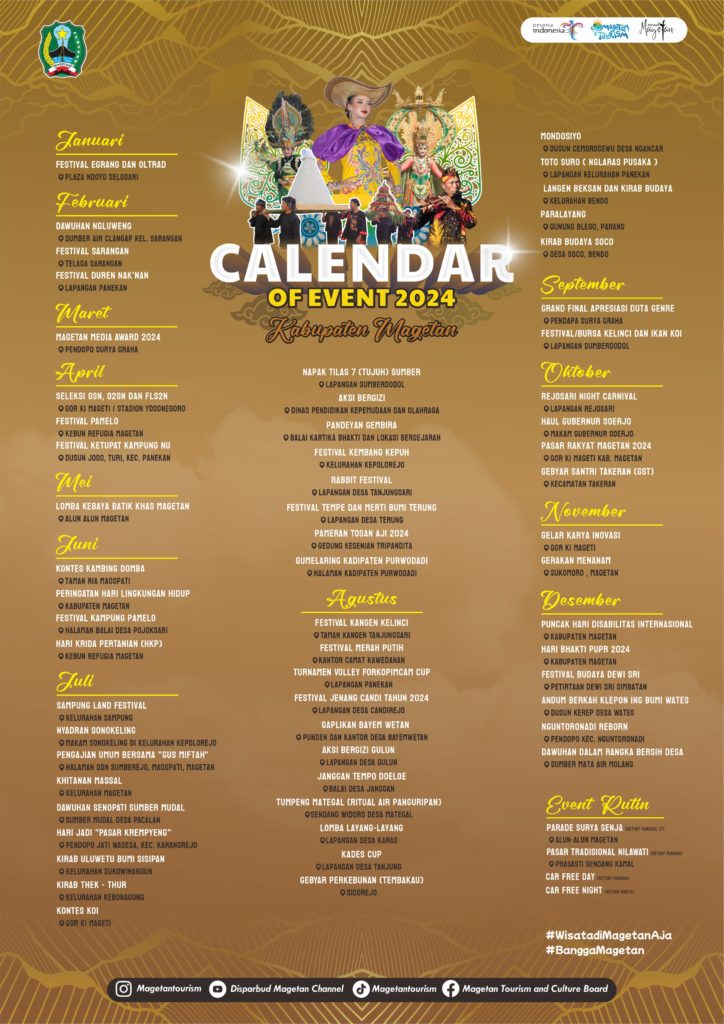 pesona
indonesia
Magetan
Tourism
Magetan
CALENDAR
OF EVENT 2024
Kabupaten Magetan
Januari
FESTIVAL EGRANG DAN OLTRAD
PLAZA NDOYO SELOSARI
Februari
DAWUHAN NGLUWENG
SUMBER AIR CLANGAP KEL. SARANGAN
FESTIVAL SARANGAN
TELAGA SARANGAN
FESTIVAL DUREN NAK'NAN
LAPANGAN PANEKAN
Maret
MAGETAN MEDIA AWARD 2024
PENDOPO SURYA GRAHA
April
SELEKSI OSN, O2SN DAN FLS2N
GOR KI MAGETI / STADION YOSONEGORO
FESTIVAL PAMELO
KEBUN REFUGIA MAGETAN
FESTIVAL KETUPAT KAMPUNG NU
DUSUN JOSO, TURI, KEC. PANEKAN
Mei
LOMBA KEBAYA BATIK KHAS MAGETAN
ALUN ALUN MAGETAN
Juni
KONTES KAMBING DOMBA
TAMAN RIA MAOSPATI
PERINGATAN HARI LINGKUNGAN HIDUP
KABUPATEN MAGETAN
FESTIVAL KAMPUNG PAMELO
HALAMAN BALAI DESA POJOKSARI
HARI KRIDA PERTANIAN (HKP)
KEBUN REFUGIA MAGETAN
Juli
SAMPUNG LAND FESTIVAL
KELURAHAN SAMPUNG
NYADRAN SONOKELING
MAKAM SONOKELING DI KELURAHAN KEPOLOREJO
PENGAJIAN UMUM BERSAMA "GUS MIFTAH"
HALAMAN SDN SUMBEREJO, MAOSPATI, MAGETAN
KHITANAN MASSAL
KELURAHAN MAGETAN
DAWUHAN SENOPATI SUMBER MUDAL
SUMBER MUDAL DESA PACALAN
HARI JADI "PASAR KREMPYENG"
PENDOPO JATI WASESA, KEC. KARANGREJO
KIRAB ULUWETU BUMI SISIPAN
KELURAHAN SUKOWINANGUN
KIRAB THEK - THUR
KELURAHAN KEBONAGUNG
KONTES KOI
GOR KI MAGETI
NAPAK TILAS 7 (TUJUH) SUMBER
LAPANGAN SUMBERDODOL
AKSI BERGIZI
DINAS PENDIDIKAN KEPEMUDAAN DAN OLAHRAGA
PANDEYAN GEMBIRA
BALAI KARTIKA BHAKTI DAN LOKASI BERSEJARAH
FESTIVAL KEMBANG KEPUH
KELURAHAN KEPOLOREJO
RABBIT FESTIVAL
LAPANGAN DESA TANJUNGSARI
FESTIVAL TEMPE DAN MERTI BUMI TERUNG
LAPANGAN DESA TERUNG
PAMERAN TOSAN AJI 2024
GEDUNG KESENIAN TRIPANDITA
GUMELARING KADIPATEN PURWODADI
HALAMAN KADIPATEN PURWODADI
Agustus
FESTIVAL KANGEN KELINCI
TAMAN KANGEN TANJUNGSARI
FESTIVAL MERAH PUTIH
KANTOR CAMAT KAWEDANAN
TURNAMEN VOLLEY FORKOPIMCAM CUP
LAPANGAN PANEKAN
FESTIVAL JENANG CANDI TAHUN 2024
LAPANGAN DESA CANDIREJO
GAPLIKAN BAYEM WETAN
PUNDEN DAN KANTOR DESA BAYEMWETAN
AKSI BERGIZI GULUN
LAPANGAN DESA GULUN
JANGGAN TEMPO DOELOE
BALAI DESA JANGGAN
TUMPENG MATEGAL (RITUAL AIR PANGURIPAN)
SENDANG WIDORO DESA MATEGAL
LOMBA LAYANG-LAYANG
LAPANGAN DESA KARAS
KADES CUP
LAPANGAN DESA TANJUNG
GEBYAR PERKEBUNAN (TEMBAKAU)
SIDOREJO
MONDOSIYO
DUSUN CEMOROSEWU DESA NGANCAR
TOTO SURO ( NGLARAS PUSAKA )
LAPANGAN KELURAHAN PANEKAN
LANGEN BEKSAN DAN KIRAB BUDAYA
KELURAHAN BENDO
PARALAYANG
GUNUNG BLEGO, PARANG
KIRAB BUDAYA SOCO
DESA SOCO, BENDO
September
GRAND FINAL APRESIASI DUTA GENRE
PENDAPA SURYA GRAHA
FESTIVAL/BURSA KELINCI DAN IKAN KOI
LAPANGAN SUMBERDODOL
Oktober
REJOSARI NIGHT CARNIVAL
LAPANGAN REJOSARI
HAUL GUBERNUR SOERJO
MAKAM GUBERNUR SOERJO
PASAR RAKYAT MAGETAN 2024
GOR KI MAGETI KAB. MAGETAN
GEBYAR SANTRI TAKERAN (GST)
KECAMATAN TAKERAN
November
GELAR KARYA INOVASI
GOR KI MAGETI
GERAKAN MENANAM
SUKOMORO , MAGETAN
Desember
PUNCAK HARI DISABILITAS INTERNASIONAL
KABUPATEN MAGETAN
HARI BHAKTI PUPR 2024
KABUPATEN MAGETAN
FESTIVAL BUDAYA DEWI SRI
PETIRTAAN DEWI SRI SIMBATAN
ANDUM BERKAH KLEPON ING BUMI WATES
DUSUN KEREP DESA WATES
NGUNTORONADI REBORN
PENDOPO KEC. NGUNTORONADI
DAWUHAN DALAM RANGKA BERSIH DESA
SUMBER MATA AIR MOLANG
Event Rutin
PARADE SURYA SENJA (SETIAP TANGGAL 17)
ALUN-ALUN MAGETAN
PASAR TRADISIONAL NILAWATI (SETIAP MINGGU)
PRASASTI SENDANG KAMAL
CAR FREE DAY (SETIAP MINGGU)
CAR FREE NIGHT (SETIAP SABTU)
#WisatadiMagetanAja
#BanggaMagetan
Magetantourism
Disparbud Magetan Channel
Magetantourism
Magetan Tourism and Culture Board